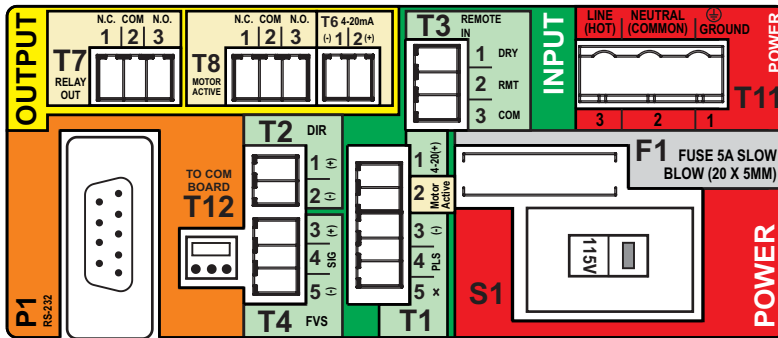 OUTPUT
N.C. COM N.O.
1 2 3
T7
RELAY
OUT
N.C. COM N.O.
1 2 3
T8
MOTOR
ACTIVE
T6 4-20mA
(-) 1 2 (+)
T3 REMOTE
IN
1 DRY
2 RMT
3 COM
INPUT
LINE
(HOT)
NEUTRAL
(COMMON)
GROUND
POWER
T11
3 2 1
P1
RS-232
TO COM
BOARD
T12
T2 DIR
1 (+)
2 (-)
3 (+)
4 SIG
5 (-)
T4 FVS
1 4-20(+)
2 Motor
Active
3 (-)
4 PLS
5 ×
T1
F1 FUSE 5A SLOW
BLOW (20 X 5MM)
115V
S1
POWER